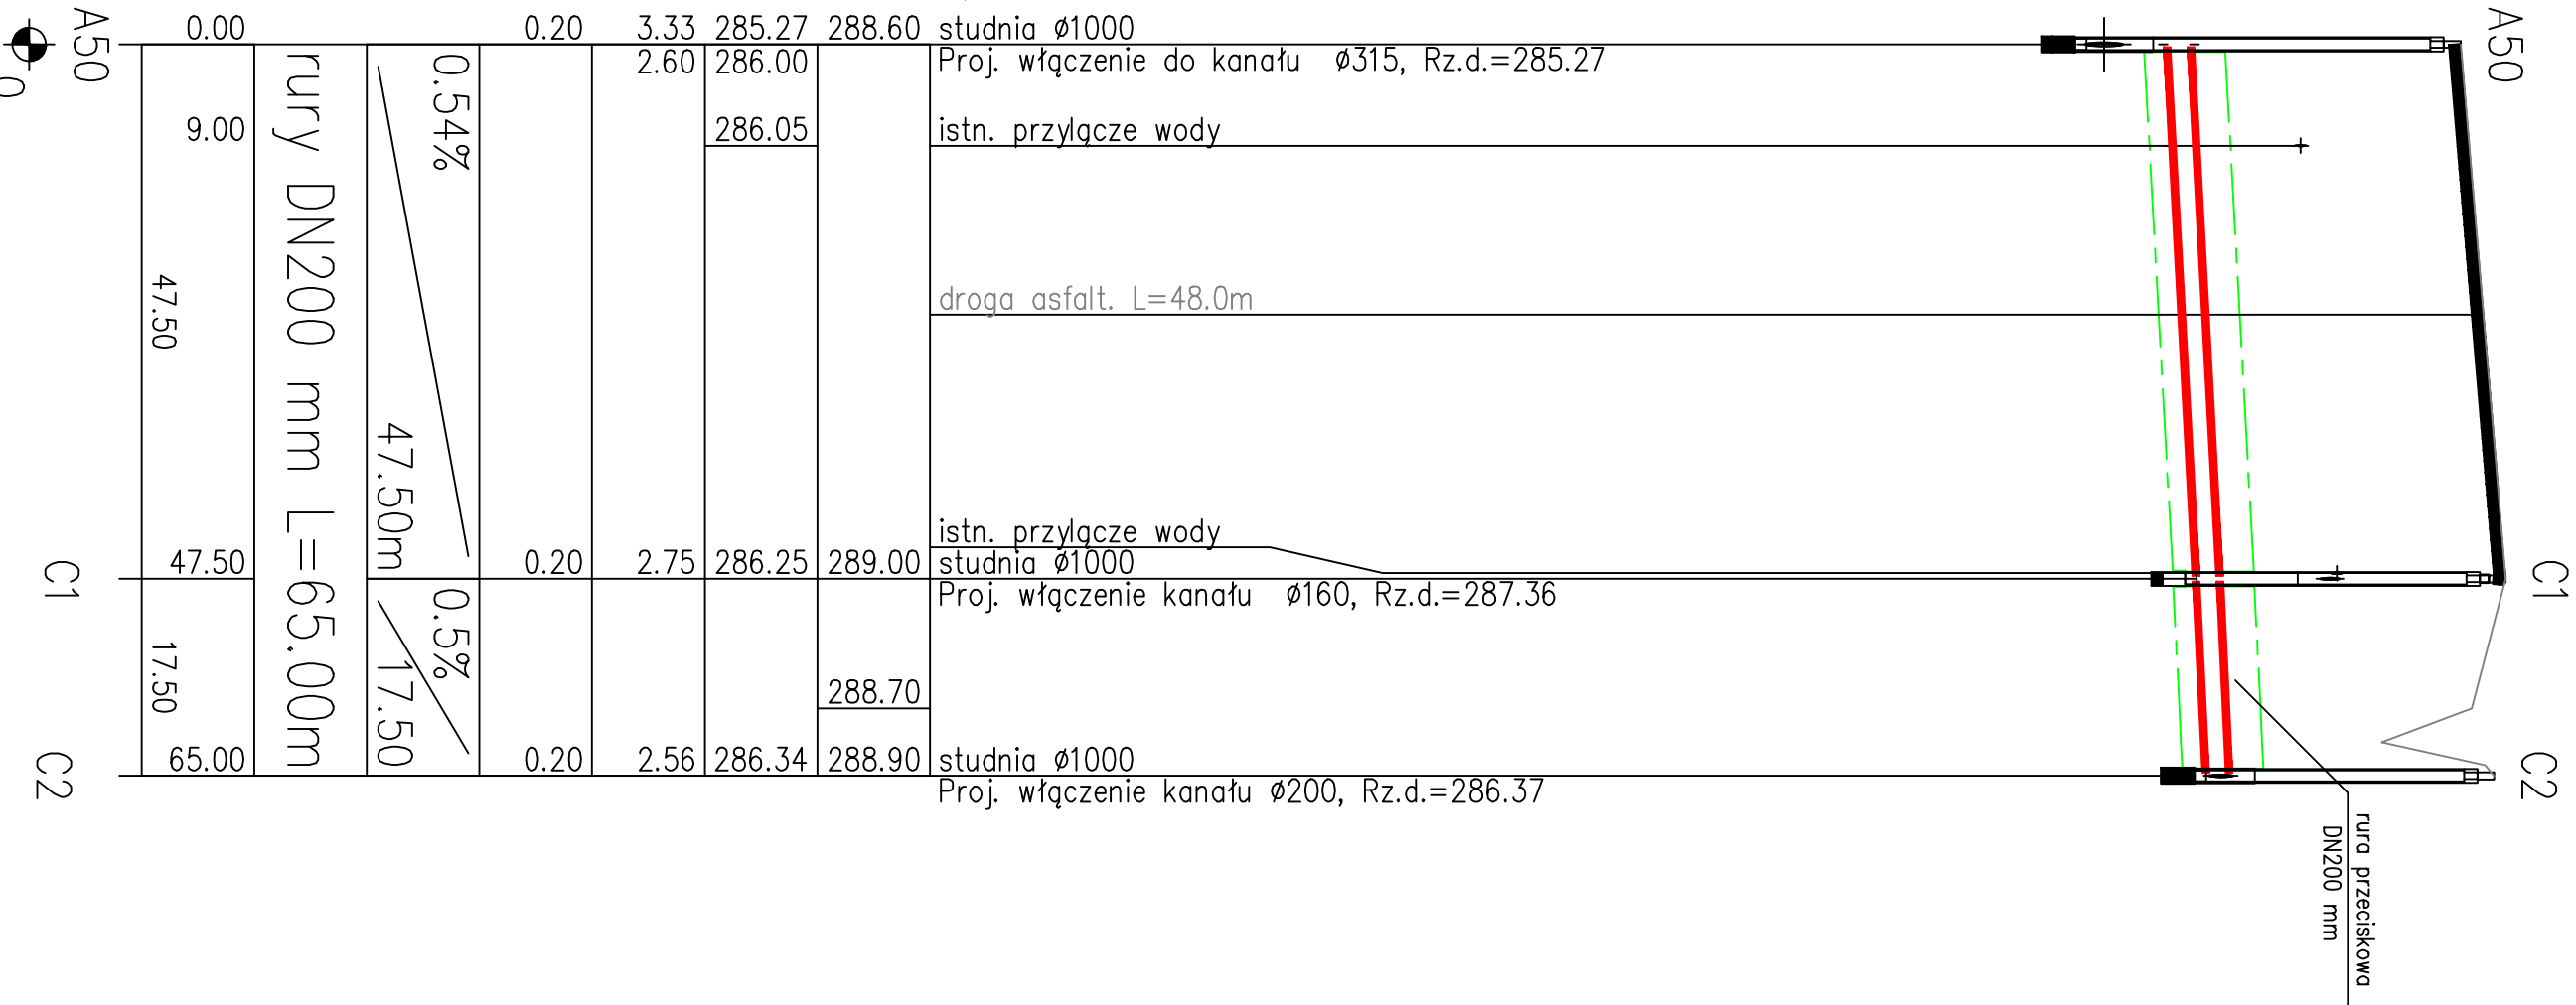 A50
0.00
0.20
3.33
285.27
288.60
studnia ø1000
A50
2.60
286.00
Proj. włączenie do kanału ø315, Rz.d.=285.27
0
9.00
0.54%
286.05
istn. przyłącze wody
47.50
droga asfalt. L=48.0m
rury DN200 mm L=65.00m
47.50m
istn. przyłącze wody
C1
47.50
0.20
2.75
286.25
289.00
studnia ø1000
C1
Proj. włączenie kanału ø160, Rz.d.=287.36
0.5%
17.50
17.50
288.70
C2
65.00
0.20
2.56
286.34
288.90
studnia ø1000
C2
Proj. włączenie kanału ø200, Rz.d.=286.37
rura przeciskowa
DN200 mm